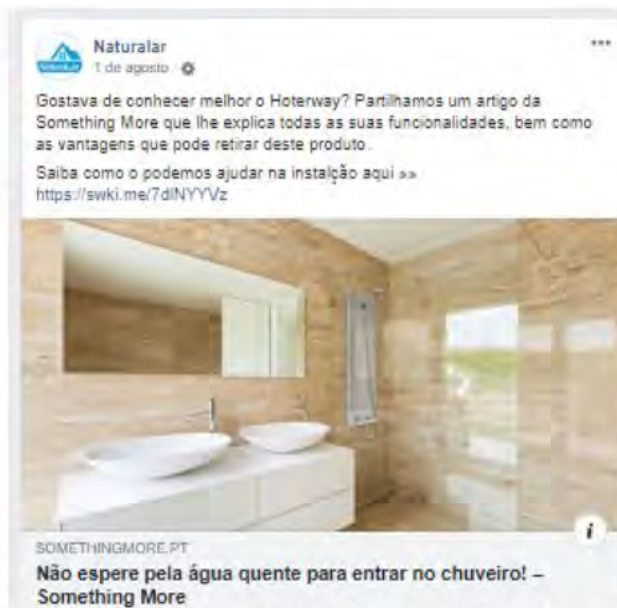 Naturalar
1 de agosto
Gostava de conhecer melhor o Hoterway? Partilhamos um artigo da
Something More que lhe explica todas as suas funcionalidades, bem como
as vantagens que pode retirar deste produto.
Saiba como o podemos ajudar na instalção aqui »»
https://swki.me/7dlNYYVz
SOMETHINGMORE.PT
Não espere pela água quente para entrar no chuveiro! –
Something More